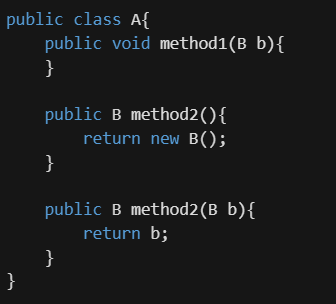 public class A{
    public void method1(B b){
    }

    public B method2(){
        return new B();
    }

    public B method2(B b){
        return b;
    }
}